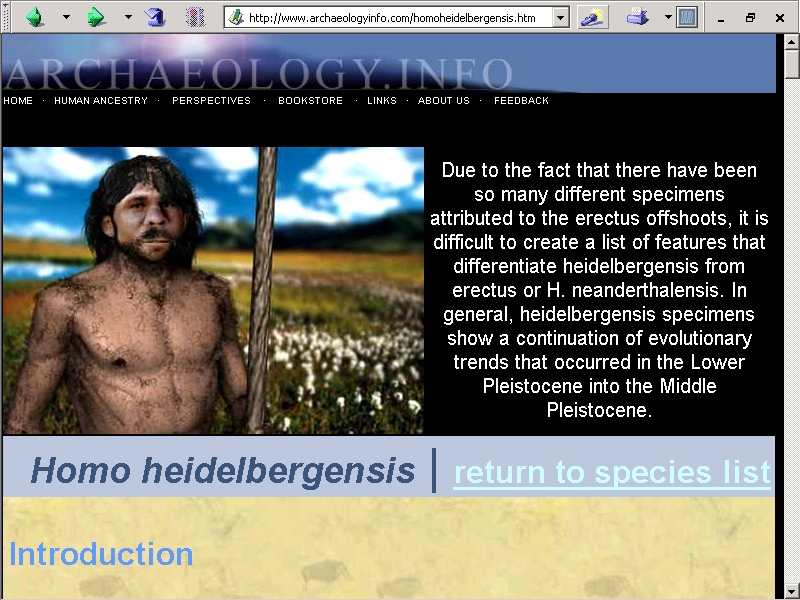 http://www.archaeologyinfo.com/homoheidelbergensis.htm
ARCHAEOLOGY.INFO
HOME · HUMAN ANCESTRY · PERSPECTIVES · BOOKSTORE · LINKS · ABOUT US · FEEDBACK
Due to the fact that there have been
so many different specimens
attributed to the erectus offshoots, it is
difficult to create a list of features that
differentiate heidelbergensis from
erectus or H. neanderthalensis. In
general, heidelbergensis specimens
show a continuation of evolutionary
trends that occurred in the Lower
Pleistocene into the Middle
Pleistocene.
Homo heidelbergensis | return to species list
Introduction